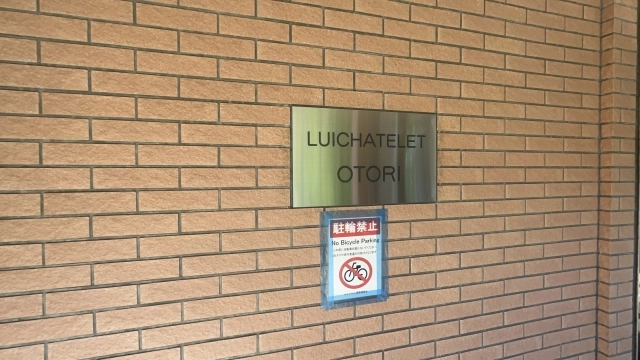 LUICHATELET
OTORI
駐輪禁止
No Bicycle Parking